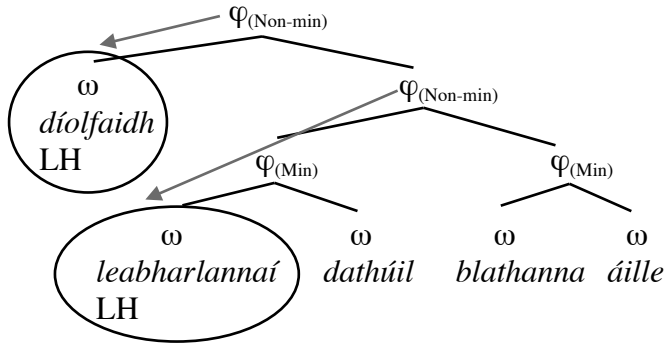 φ(Non-min)
ω
díolfaidh
LH
φ(Non-min)
φ(Min) φ(Min)
ω ω ω ω
leabharlannaí dathúil blathanna áille
LH